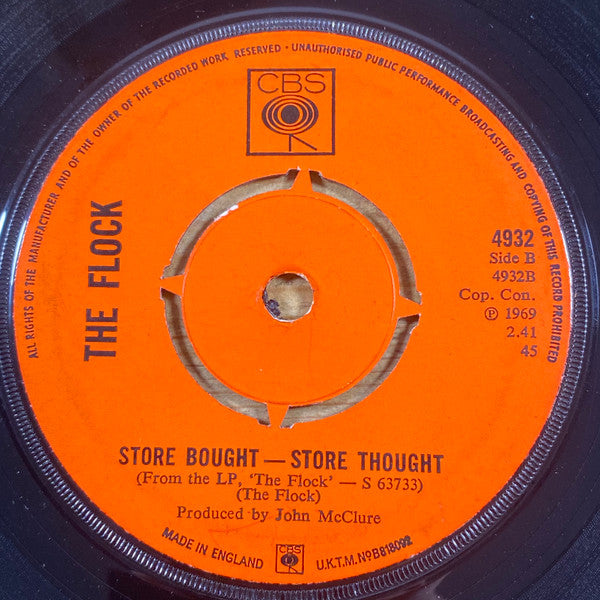 ALL RIGHTS OF THE MANUFACTURER AND OF THE OWNER OF THE RECORDED WORK RESERVED · UNAUTHORISED PUBLIC PERFORMANCE BROADCASTING AND COPYING OF THIS RECORD PROHIBITED
CBS
THE FLOCK
4932
Side B
4932B
Cop. Con.
℗ 1969
2.41
45
STORE BOUGHT — STORE THOUGHT
(From the LP, 'The Flock' — S 63733)
(The Flock)
Produced by John McClure
MADE IN ENGLAND
CBS
U.K.T.M. NºB818092